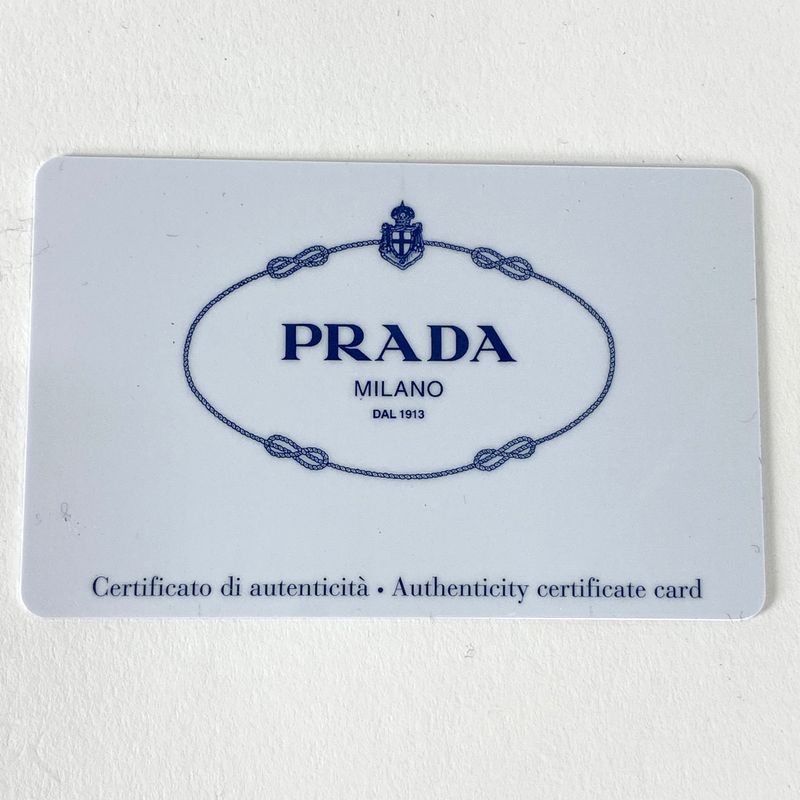 PRADA
MILANO
DAL 1913
Certificato di autenticità • Authenticity certificate card